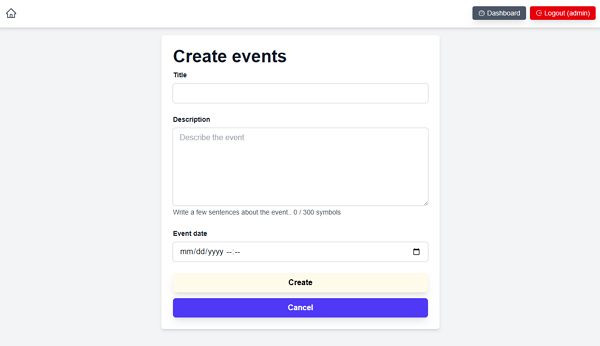 Dashboard
Logout (admin)
Create events
Title
Description
Describe the event
Write a few sentences about the event.. 0 / 300 symbols
Event date
mm/dd/yyyy --:--
Create
Cancel